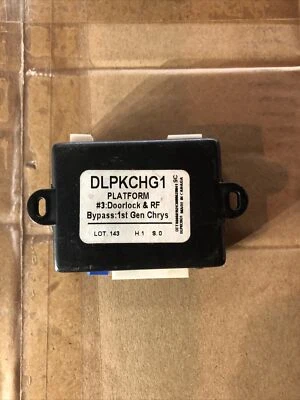 DLPKCHG1
PLATFORM
#3:Doorlock & RF
Bypass:1st Gen Chrys
LOT. 143 H.1 S.0